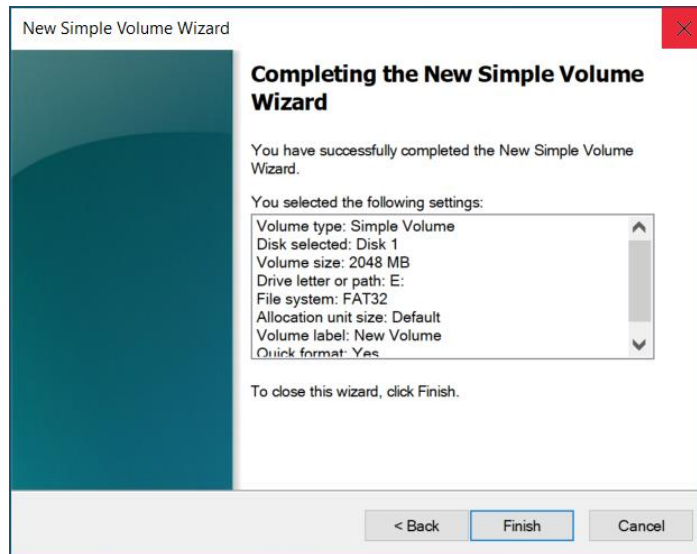 New Simple Volume Wizard
Completing the New Simple Volume
Wizard
You have successfully completed the New Simple Volume
Wizard.
You selected the following settings:
Volume type: Simple Volume
Disk selected: Disk 1
Volume size: 2048 MB
Drive letter or path: E:
File system: FAT32
Allocation unit size: Default
Volume label: New Volume
Quick format: Yes
To close this wizard, click Finish.
< Back
Finish
Cancel